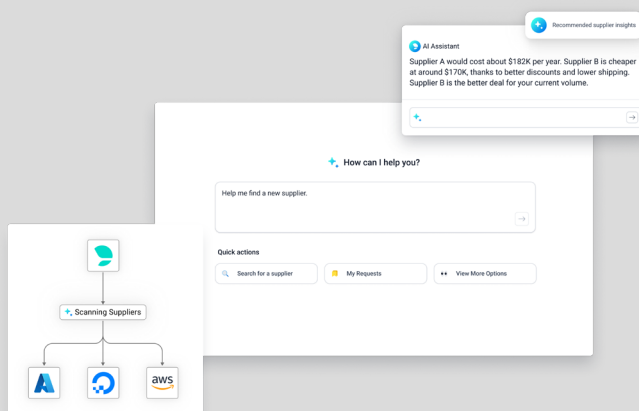 Recommended supplier insights
AI Assistant
Supplier A would cost about $182K per year. Supplier B is cheaper
at around $170K, thanks to better discounts and lower shipping.
Supplier B is the better deal for your current volume.
How can I help you?
Help me find a new supplier.
Quick actions
Search for a supplier
My Requests
View More Options
Scanning Suppliers
aws